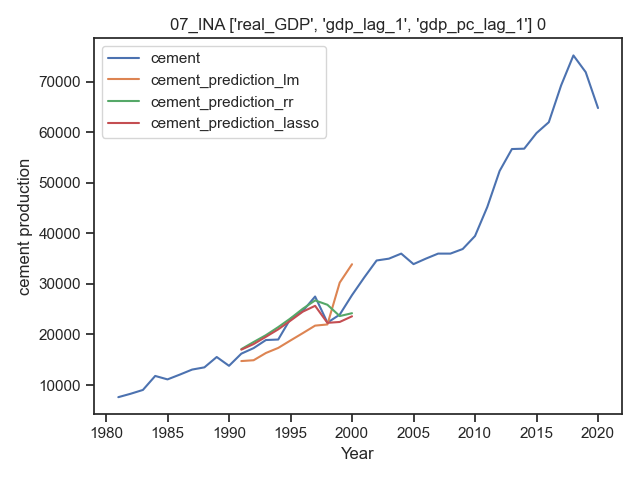 07_INA ['real_GDP', 'gdp_lag_1', 'gdp_pc_lag_1'] 0
cement
cement_prediction_lm
cement_prediction_rr
cement_prediction_lasso
70000
60000
50000
40000
30000
20000
10000
cement production
1980 1985 1990 1995 2000 2005 2010 2015 2020
Year